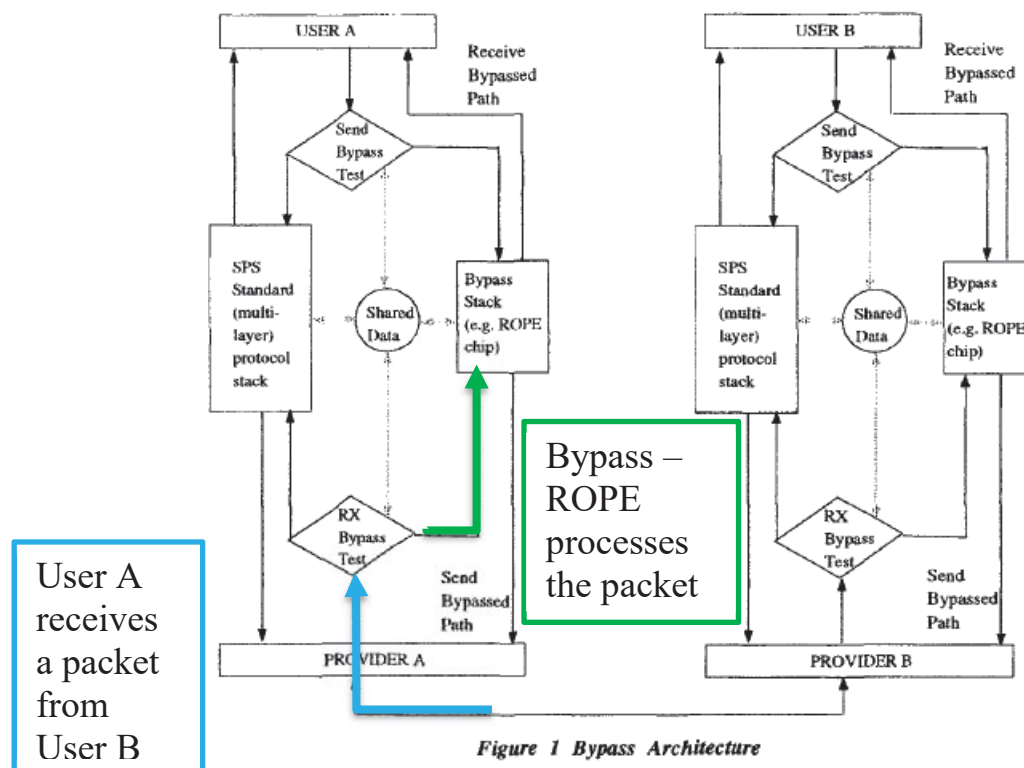 USER A
Receive
Bypassed
Path
Send
Bypass
Test
SPS
Standard
(multi-
layer)
protocol
stack
Shared
Data
Bypass
Stack
(e.g. ROPE
chip)
RX
Bypass
Test
Send
Bypassed
Path
PROVIDER A
User A
receives
a packet
from
User B
Bypass –
ROPE
processes
the packet
USER B
Receive
Bypassed
Path
Send
Bypass
Test
SPS
Standard
(multi-
layer)
protocol
stack
Shared
Data
Bypass
Stack
(e.g. ROPE
chip)
RX
Bypass
Test
Send
Bypassed
Path
PROVIDER B
Figure 1 Bypass Architecture